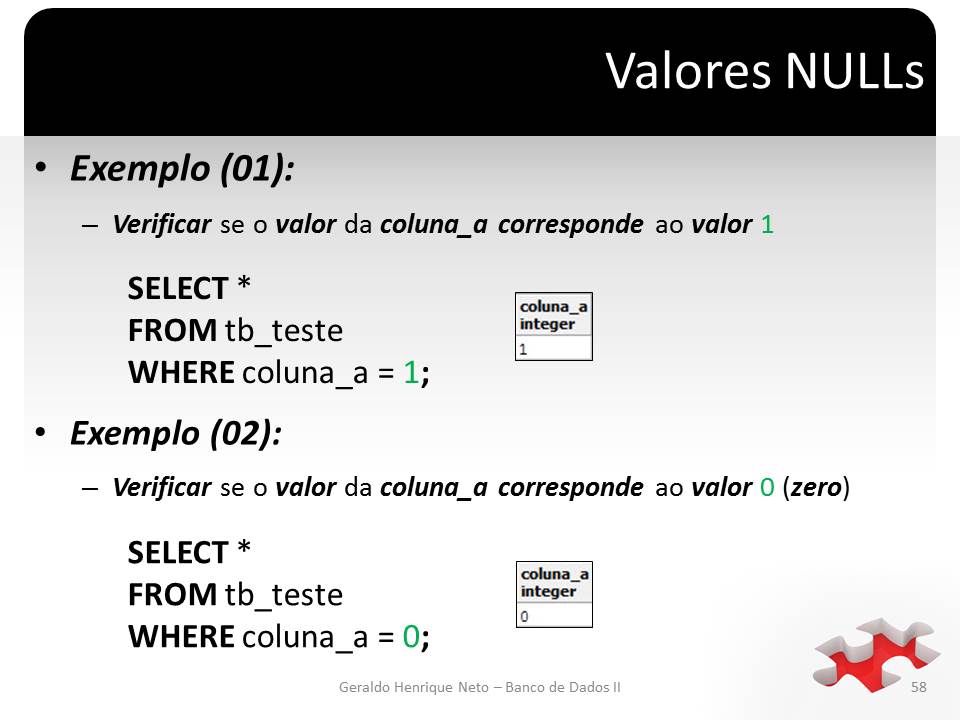 Valores NULLs
• Exemplo (01):
– Verificar se o valor da coluna_a corresponde ao valor 1
SELECT *
FROM tb_teste
WHERE coluna_a = 1;
coluna_a
integer
1
• Exemplo (02):
– Verificar se o valor da coluna_a corresponde ao valor 0 (zero)
SELECT *
FROM tb_teste
WHERE coluna_a = 0;
coluna_a
integer
0
Geraldo Henrique Neto – Banco de Dados II
58